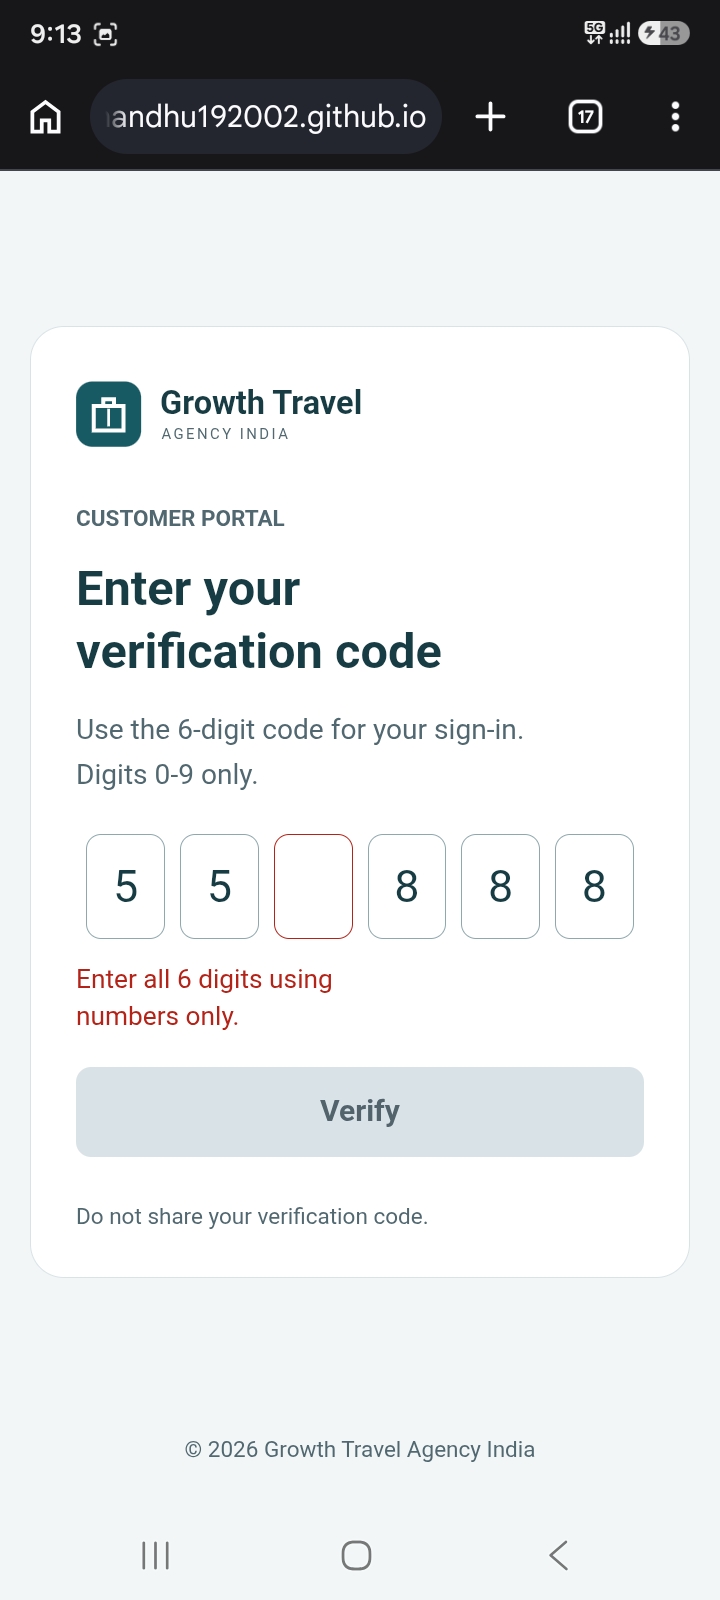 9:13
5G
43
andhu192002.github.io
17
Growth Travel
AGENCY INDIA
CUSTOMER PORTAL
Enter your
verification code
Use the 6-digit code for your sign-in.
Digits 0-9 only.
5 5 8 8 8
Enter all 6 digits using
numbers only.
Verify
Do not share your verification code.
© 2026 Growth Travel Agency India